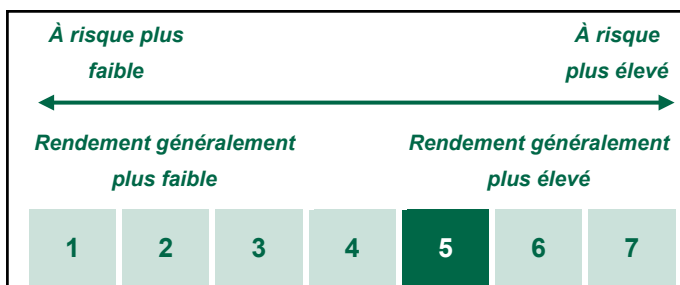 À risque plus
faible
À risque
plus élevé
Rendement généralement
plus faible
Rendement généralement
plus élevé
1 2 3 4 5 6 7